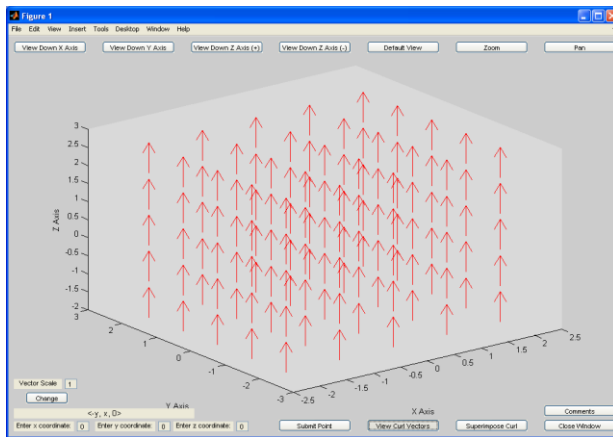 Figure 1
File Edit View Insert Tools Desktop Window Help
View Down X Axis View Down Y Axis View Down Z Axis (+) View Down Z Axis (-) Default View Zoom Pan
3
2.5
2
1.5
1
0.5
0
-0.5
-1
-1.5
-2
Z Axis
3 2 1 0 -1 -2 -3
Y Axis
-2.5 -2 -1.5 -1 -0.5 0 0.5 1 1.5 2 2.5
X Axis
Vector Scale 1
Change
<-y, x, 0>
Comments
Enter x coordinate: 0 Enter y coordinate: 0 Enter z coordinate: 0 Submit Point View Curl Vectors Superimpose Curl Close Window